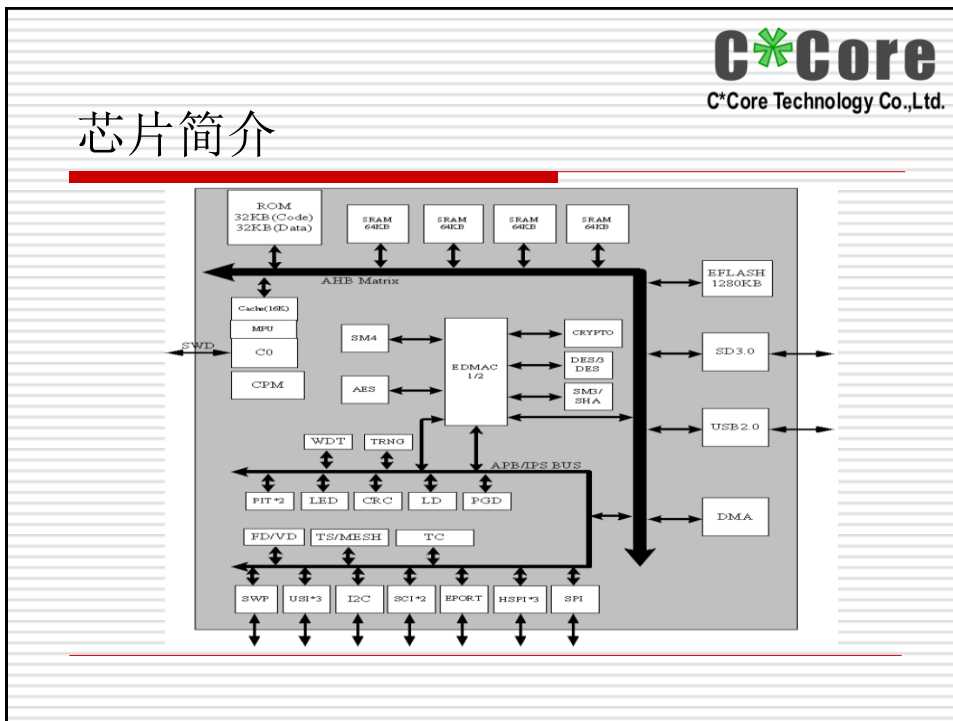 C*Core
C*Core Technology Co.,Ltd.
芯片简介
ROM
32KB(Code)
32KB(Data)
SRAM
64KB
SRAM
64KB
SRAM
64KB
SRAM
64KB
AHB Matrix
EFLASH
1280KB
Cache(16K)
MPU
C0
CPM
SWD
SM4
AES
EDMAC
1/2
CRYPTO
DES/3
DES
SM3/
SHA
SD3.0
USB2.0
DMA
WDT
TRNG
APB/IPS BUS
PIT*2
LED
CRC
LD
PGD
FD/VD
TS/MESH
TC
SWP
USI*3
I2C
SCI*2
EPORT
HSPI*3
SPI